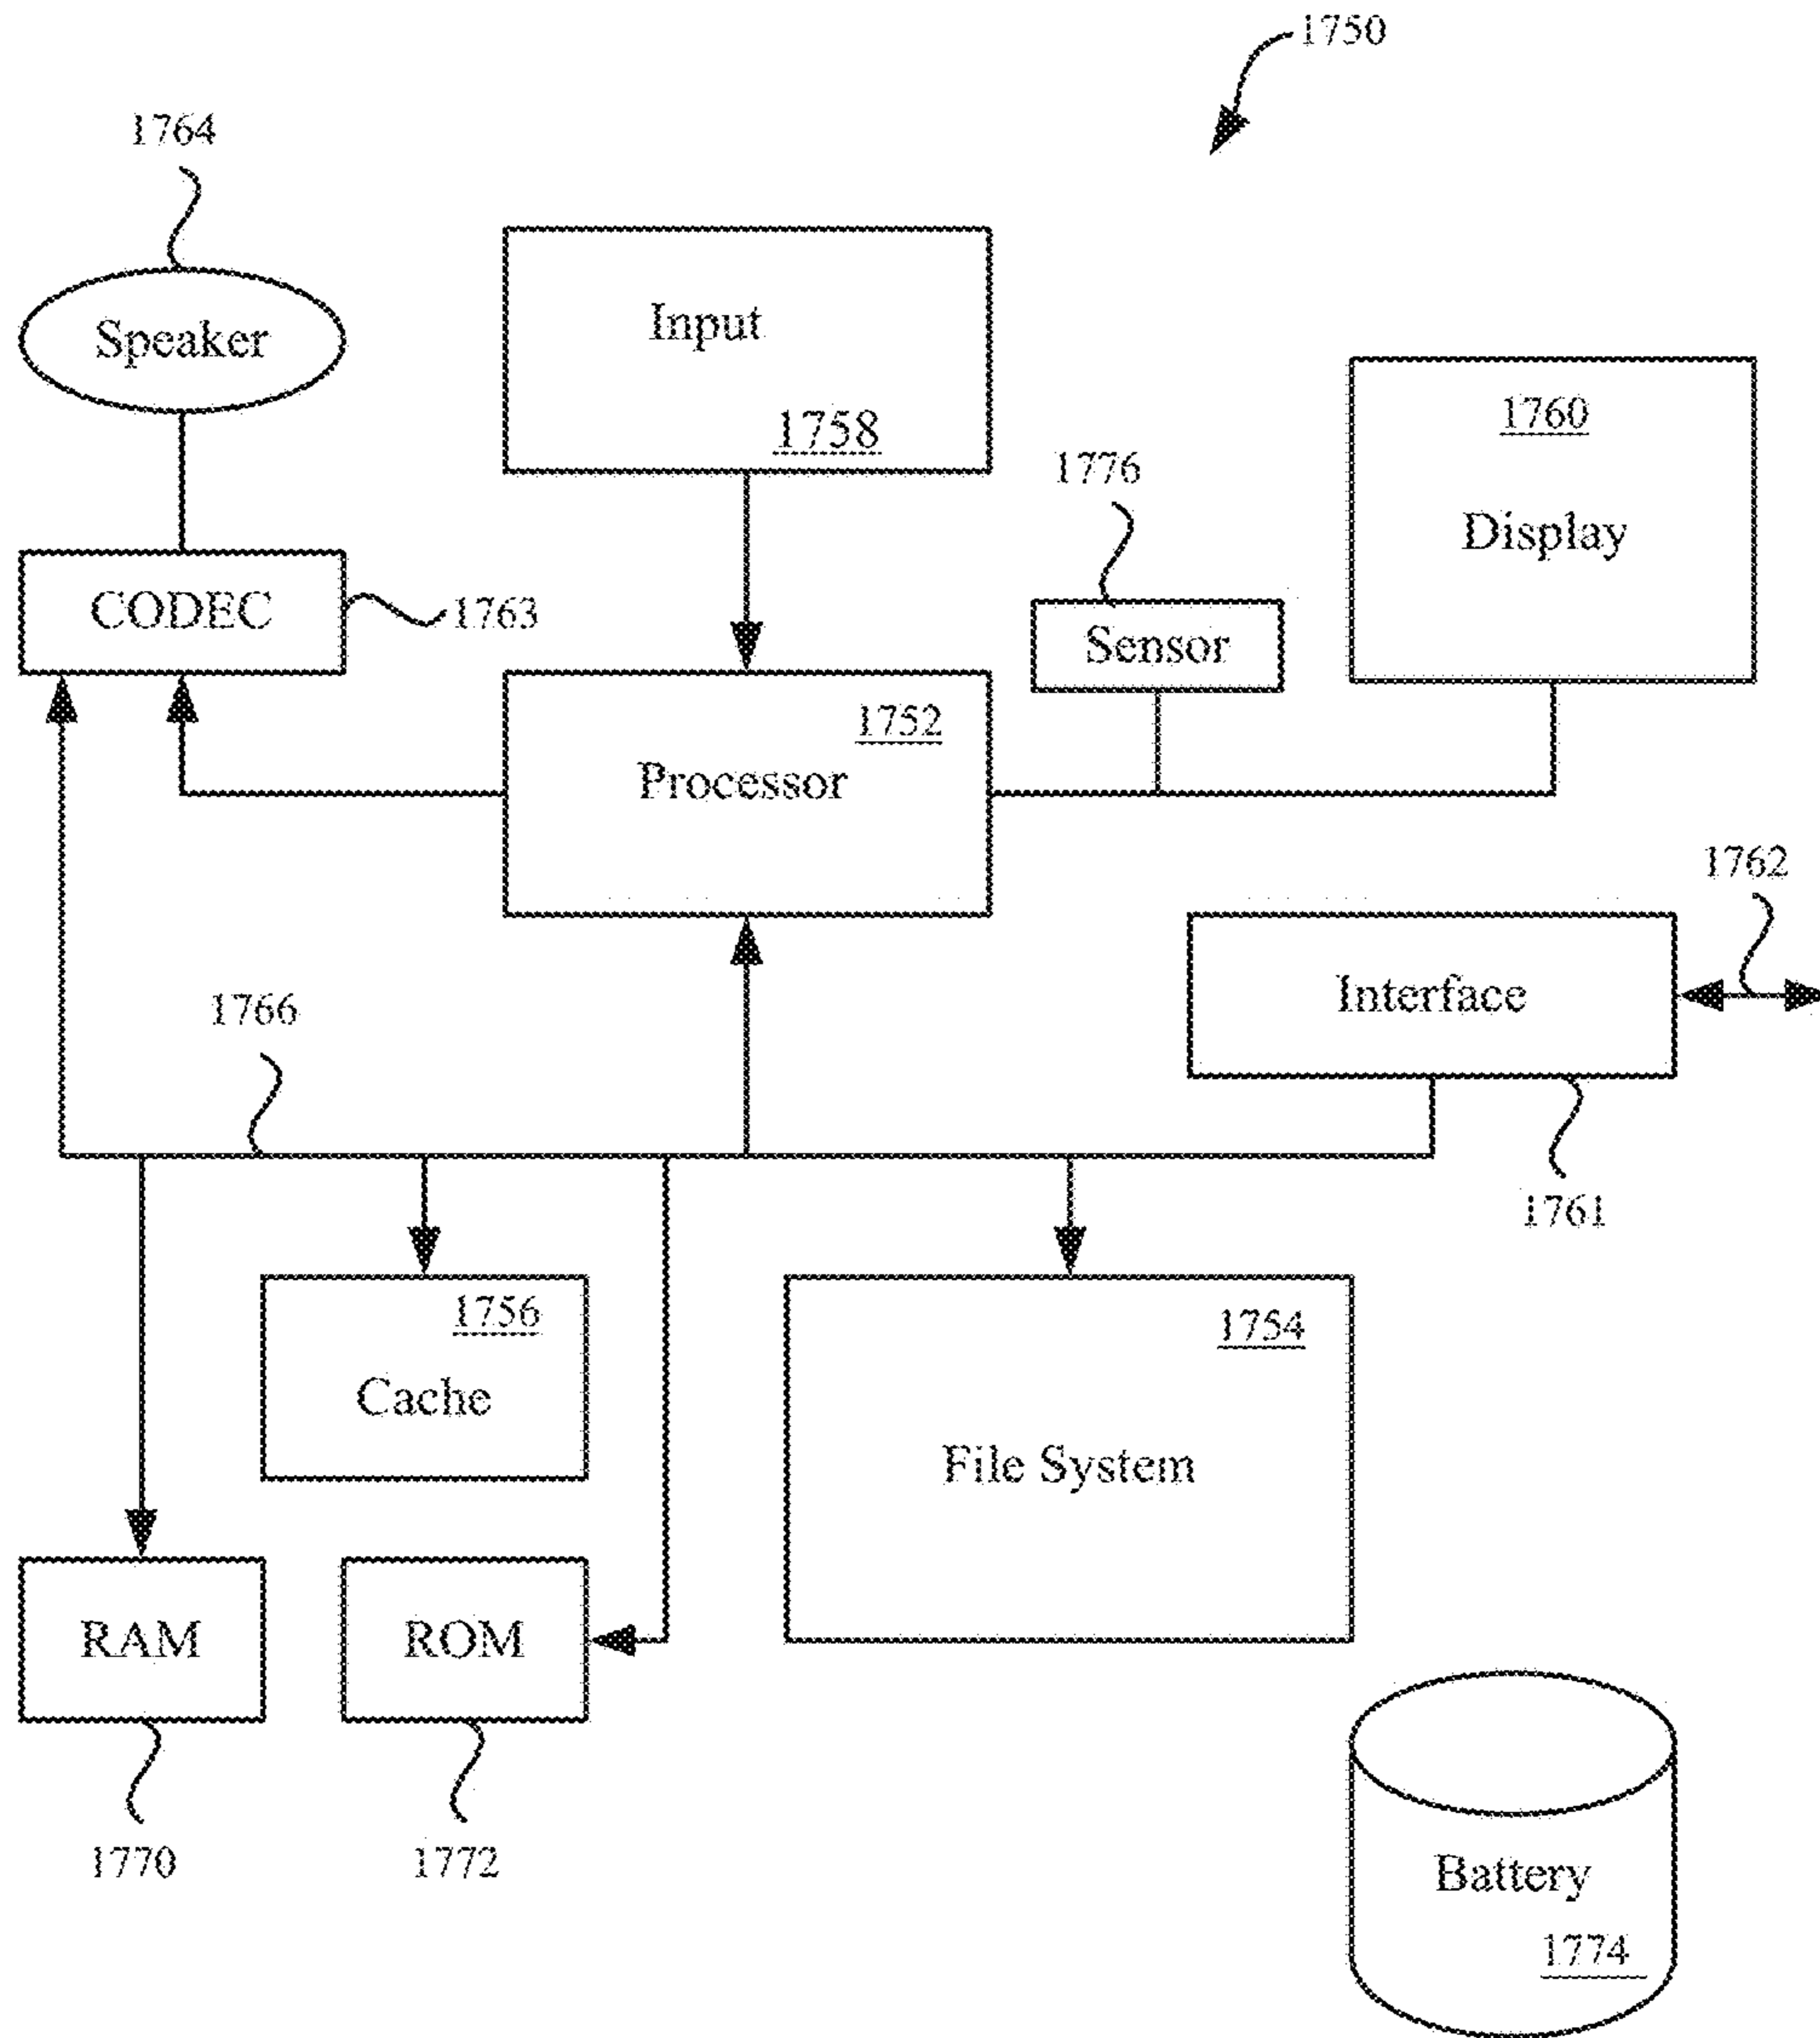 1750
1764
Speaker
Input
1758
1760
Display
1776
Sensor
CODEC
1763
1752
Processor
1762
Interface
1761
1766
1756
Cache
1754
File System
RAM
ROM
1770
1772
Battery
1774